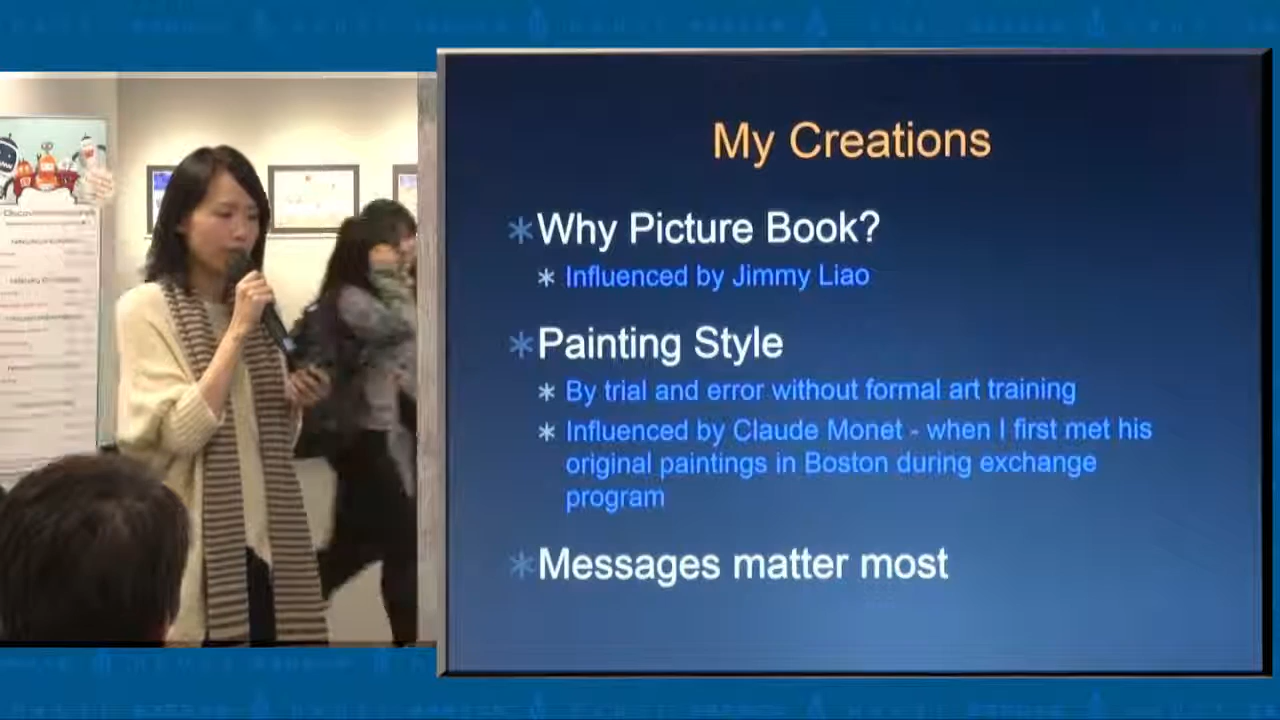 My Creations
Why Picture Book?
Influenced by Jimmy Liao
Painting Style
By trial and error without formal art training
Influenced by Claude Monet - when I first met his
original paintings in Boston during exchange
program
Messages matter most